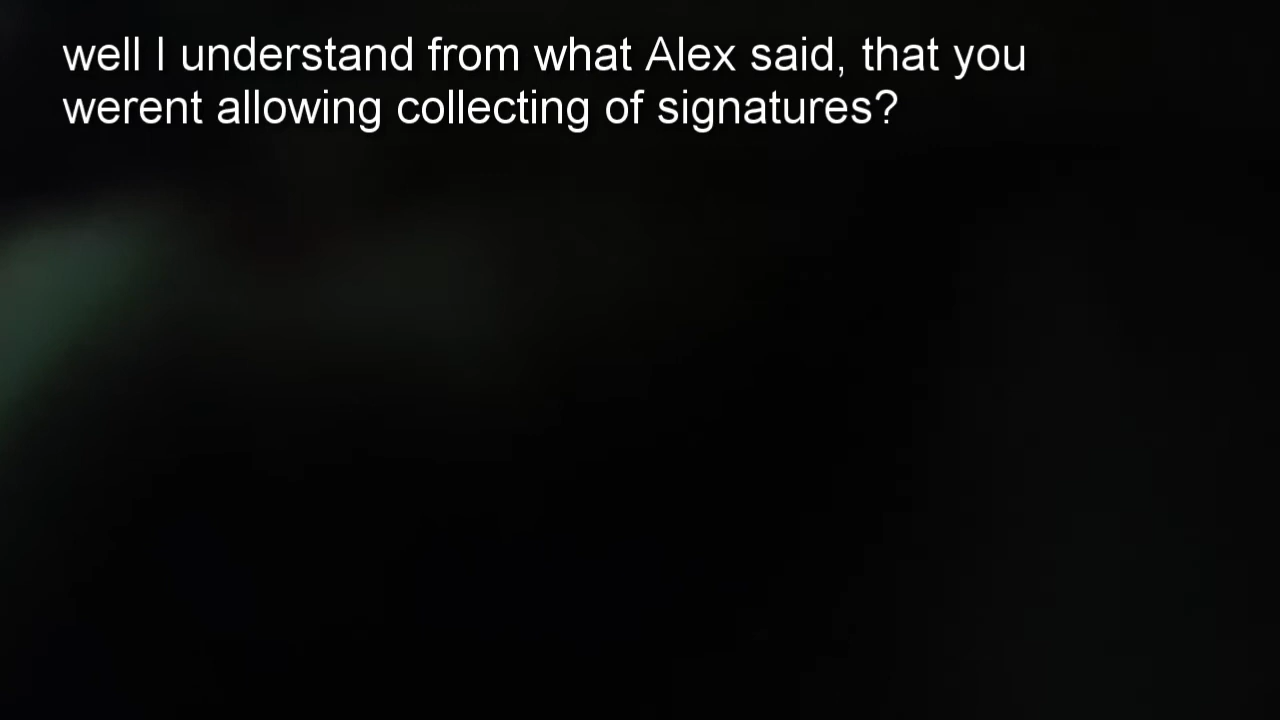 well I understand from what Alex said, that you
werent allowing collecting of signatures?